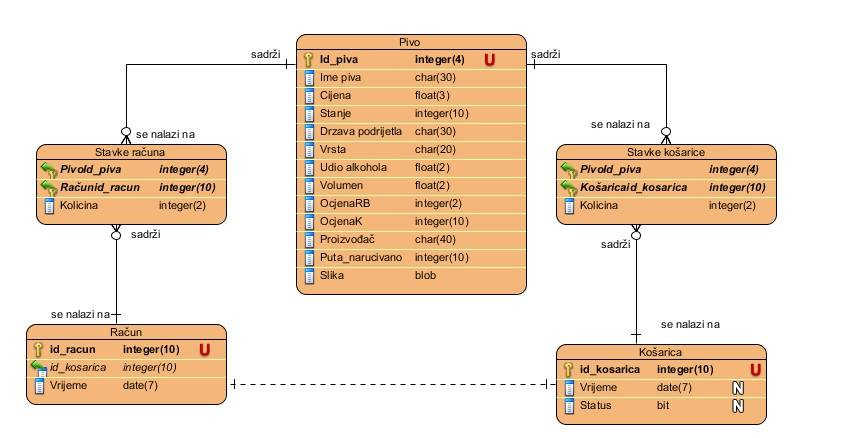 Pivo
Id_piva integer(4) U
Ime piva char(30)
Cijena float(3)
Stanje integer(10)
Drzava podrijetla char(30)
Vrsta char(20)
Udio alkohola float(2)
Volumen float(2)
OcjenaRB integer(2)
OcjenaK integer(10)
Proizvođač char(40)
Puta_narucivano integer(10)
Slika blob
sadrži
sadrži
se nalazi na
se nalazi na
Stavke računa
PivoId_piva integer(4)
Računid_racun integer(10)
Kolicina integer(2)
Stavke košarice
PivoId_piva integer(4)
Košaricaid_kosarica integer(10)
Kolicina integer(2)
sadrži
sadrži
se nalazi na
se nalazi na
Račun
id_racun integer(10) U
id_kosarica integer(10)
Vrijeme date(7)
Košarica
id_kosarica integer(10) U
Vrijeme date(7) N
Status bit N